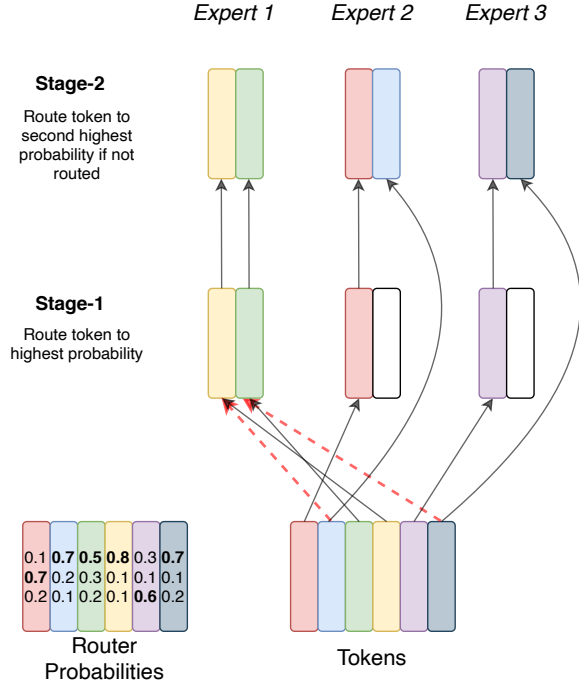 Expert 1 Expert 2 Expert 3
Stage-2
Route token to
second highest
probability if not
routed
Stage-1
Route token to
highest probability
0.1 0.7 0.5 0.8 0.3 0.7
0.7 0.2 0.3 0.1 0.1 0.1
0.2 0.1 0.2 0.1 0.6 0.2
Router
Probabilities
Tokens